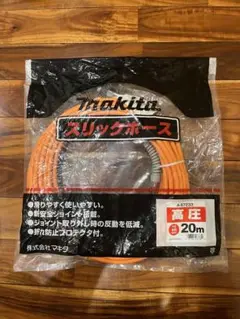 makita
スリックホース
●滑りやすく使いやすい。
●新安全ジョイント搭載。
●ジョイント取り外し時の反動を低減。
●折れ防止プロテクタ付。
高圧
20m
株式会社マキタ